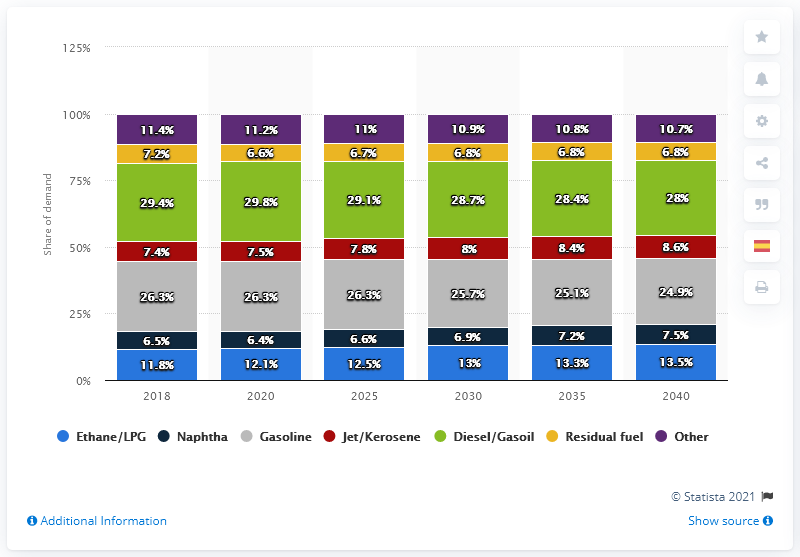 125%
100%
75%
50%
25%
0%
Share of demand
11.4% 11.2% 11% 10.9% 10.8% 10.7%
7.2% 6.6% 6.7% 6.8% 6.8% 6.8%
29.4% 29.8% 29.1% 28.7% 28.4% 28%
7.4% 7.5% 7.8% 8% 8.4% 8.6%
26.3% 26.3% 26.3% 25.7% 25.1% 24.9%
6.5% 6.4% 6.6% 6.9% 7.2% 7.5%
11.8% 12.1% 12.5% 13% 13.3% 13.5%
2018 2020 2025 2030 2035 2040
Ethane/LPG Naphtha Gasoline Jet/Kerosene Diesel/Gasoil Residual fuel Other
© Statista 2021
Additional Information Show source